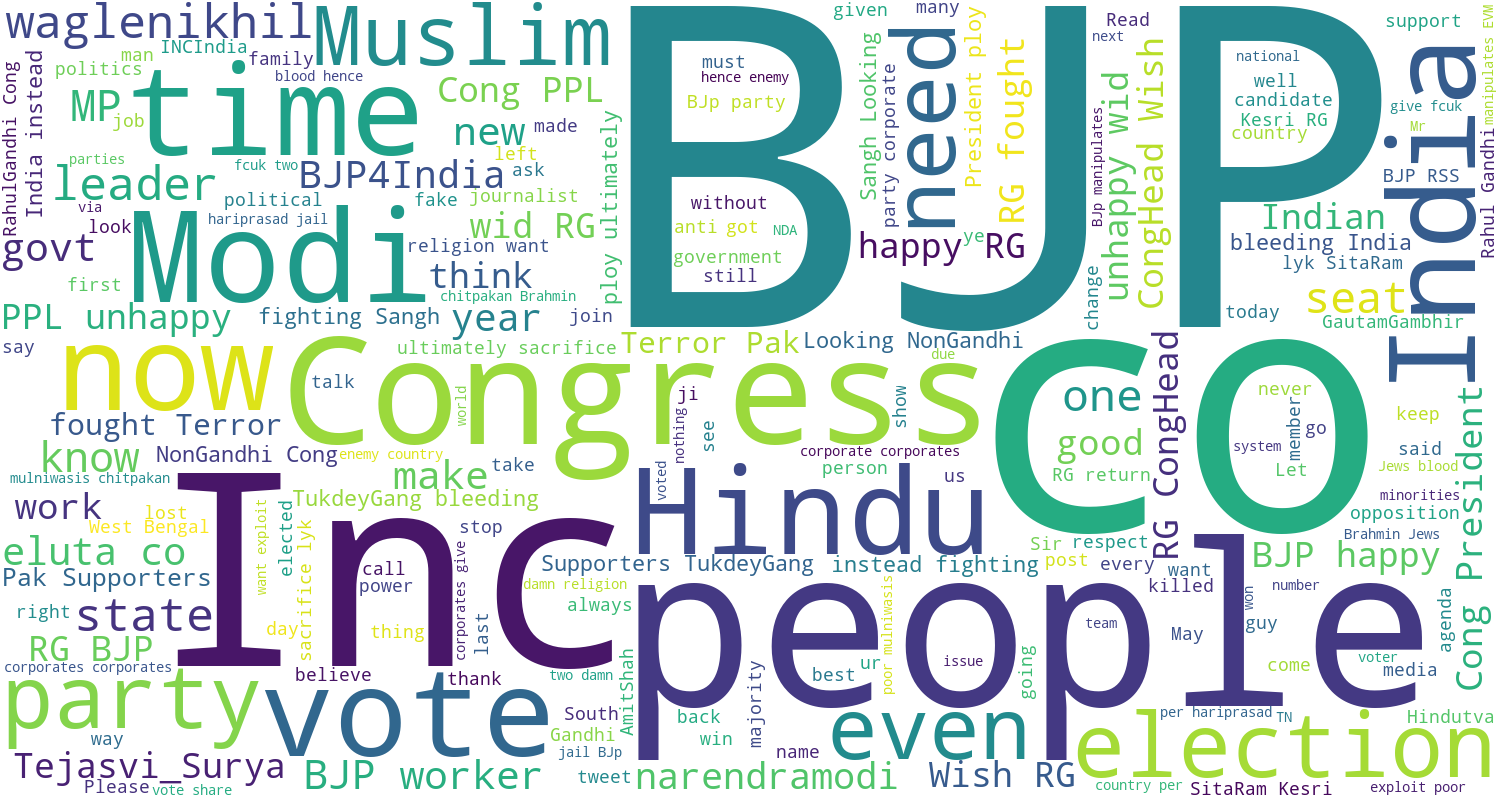 waglenikhil
INCIndia
man
family
politics
blood hence
MP
job
time
Muslim
Cong PPL
new
made
parties
fcuk two
left
leader
BJP4India
ask
via
political
fake
journalist
look
hariprasad jail
wid RG
govt
Modi
religion want
think
first
chitpakan Brahmin
PPL unhappy
fighting Sangh
year
join
say
RahulGandhi Cong
India instead
ploy ultimately
BJP
must
hence enemy
BJp party
without
anti
got
NDA
government
still
given
many
need
Sangh Looking
party corporate
President ploy
RG fought
happy RG
ye
Read
next
BJp manipulates
unhappy wid
CongHead Wish
change
national
well
candidate
Kesri RG
country
Indian
bleeding India
lyk SitaRam
seat
today
GautamGambhir
support
give fcuk
Mr
BJP RSS
India
Rahul Gandhi
manipulates EVM
now
Congress
ultimately sacrifice
Terror Pak
Looking NonGandhi
due
talk
world
ji
nothing
see
show
fought Terror
know
NonGandhi Cong
enemy country
make
take
corporate corporates
person
us
voted
mulniwasis chitpakan
work
lost
West Bengal
TukdeyGang bleeding
stop
eluta co
Pak Supporters
want exploit
elected
sacrifice lyk
Inc
call
power
corporates give
last
Hindu
Supporters TukdeyGang
instead fighting
damn religion
always
people
poor mulniwasis
co
one
good
RG return
RG CongHead
never
system
member
go
Let
keep
said
Jews blood
minorities
opposition
Brahmin Jews
Cong President
Sir
respect
post
every
want
killed
BJP happy
number
won
guy
team
May
issue
agenda
come
voter
media
right
state
day
thing
RG BJP
corporates corporates
believe
thank
two damn
party
vote
South
Gandhi
jail BJp
AmitShah
back
win
majority
best
ur
going
name
even
per hariprasad
TN
Hindutva
election
way
Tejasvi_Surya
Please
vote share
BJP worker
tweet
narendramodi
Wish RG
country per
SitaRam Kesri
exploit poor